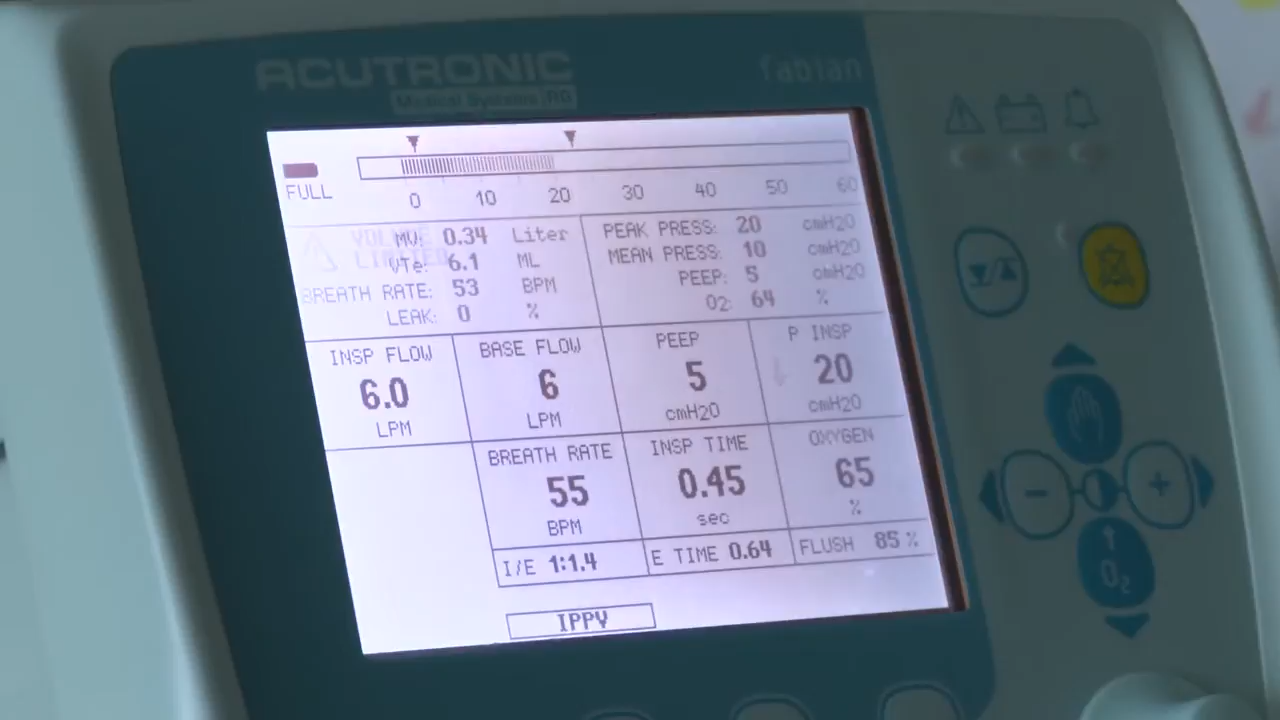 ACUTRONIC
Medical Systems AG
fabian
FULL
0 10 20 30 40 50 60
VOLUME LIMITED
MV: 0.34 Liter
VTe: 6.1 ML
BREATH RATE: 53 BPM
LEAK: 0 %
PEAK PRESS: 20 cmH2O
MEAN PRESS: 10 cmH2O
PEEP: 5 cmH2O
O2: 64 %
INSP FLOW
6.0
LPM
BASE FLOW
6
LPM
PEEP
5
cmH2O
P INSP
20
cmH2O
BREATH RATE
55
BPM
INSP TIME
0.45
sec
OXYGEN
65
%
I/E 1:1.4
E TIME 0.64
FLUSH 85 %
IPPV
−
+
O2